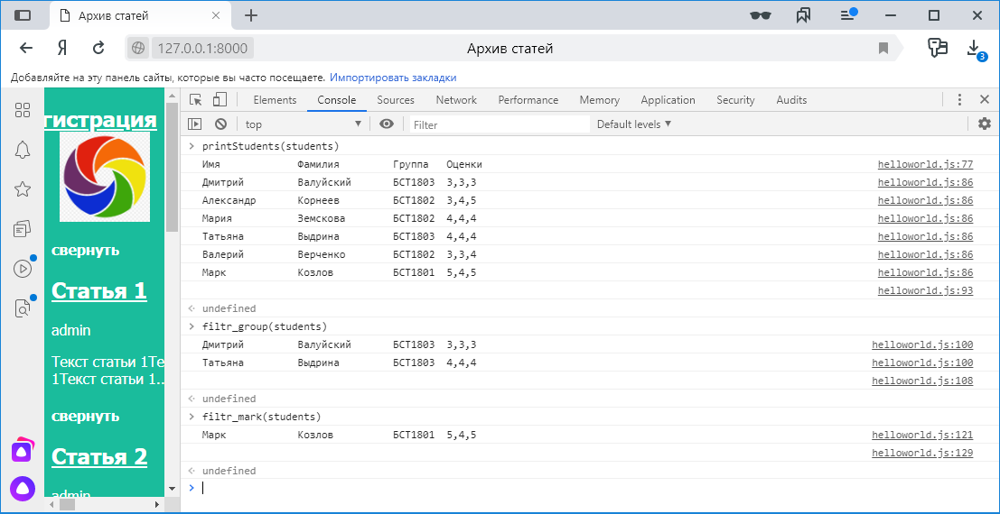 Архив статей
127.0.0.1:8000 Архив статей
3
Добавляйте на эту панель сайты, которые вы часто посещаете. Импортировать закладки
гистрация
свернуть
Статья 1
admin
Текст статьи 1Те
1Текст статьи 1..
свернуть
Статья 2
admin
Elements Console Sources Network Performance Memory Application Security Audits
top Filter Default levels
printStudents(students)
Имя Фамилия Группа Оценки helloworld.js:77
Дмитрий Валуйский БСТ1803 3,3,3 helloworld.js:86
Александр Корнеев БСТ1802 3,4,5 helloworld.js:86
Мария Земскова БСТ1802 4,4,4 helloworld.js:86
Татьяна Выдрина БСТ1803 4,4,4 helloworld.js:86
Валерий Верченко БСТ1802 3,3,4 helloworld.js:86
Марк Козлов БСТ1801 5,4,5 helloworld.js:86
helloworld.js:93
undefined
filtr_group(students)
Дмитрий Валуйский БСТ1803 3,3,3 helloworld.js:100
Татьяна Выдрина БСТ1803 4,4,4 helloworld.js:100
helloworld.js:108
undefined
filtr_mark(students)
Марк Козлов БСТ1801 5,4,5 helloworld.js:121
helloworld.js:129
undefined